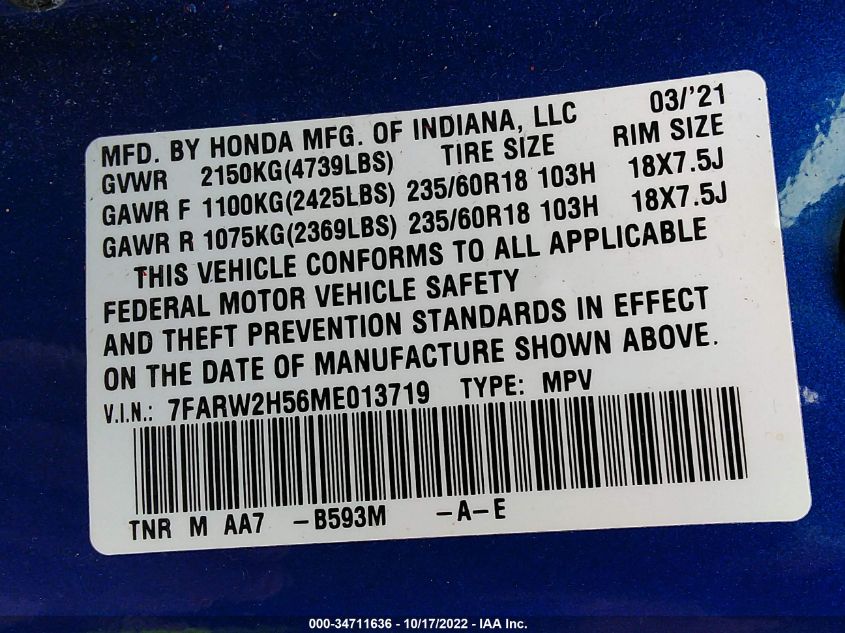 MFD. BY HONDA MFG. OF INDIANA, LLC 03/'21
GVWR 2150KG(4739LBS) TIRE SIZE RIM SIZE
GAWR F 1100KG(2425LBS) 235/60R18 103H 18X7.5J
GAWR R 1075KG(2369LBS) 235/60R18 103H 18X7.5J
THIS VEHICLE CONFORMS TO ALL APPLICABLE
FEDERAL MOTOR VEHICLE SAFETY
AND THEFT PREVENTION STANDARDS IN EFFECT
ON THE DATE OF MANUFACTURE SHOWN ABOVE.
V.I.N.: 7FARW2H56ME013719 TYPE: MPV
TNR M AA7 -B593M -A-E
000-34711636 - 10/17/2022 - IAA Inc.